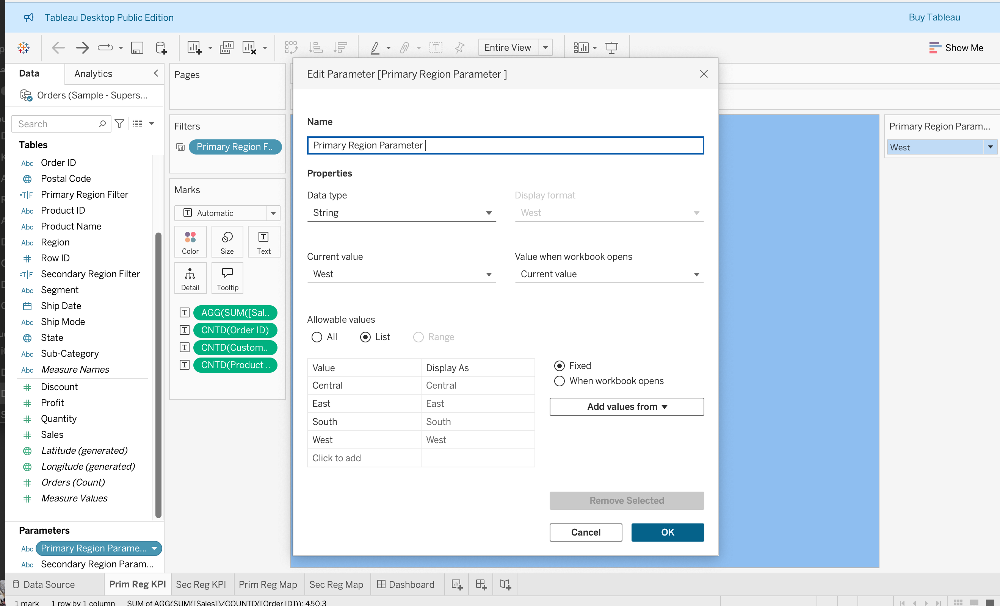 Tableau Desktop Public Edition
Buy Tableau
Entire View
Show Me
Data
Analytics
Orders (Sample - Supers...
Search
Tables
Abc Order ID
Postal Code
=T|F Primary Region Filter
Abc Product ID
Abc Product Name
Abc Region
Row ID
=T|F Secondary Region Filter
Abc Segment
Ship Date
Abc Ship Mode
State
Abc Sub-Category
Abc Measure Names
Discount
Profit
Quantity
Sales
Latitude (generated)
Longitude (generated)
Orders (Count)
Measure Values
Parameters
Abc Primary Region Parame...
Abc Secondary Region Param...
Pages
Filters
Primary Region F..
Marks
Automatic
Color
Size
Text
Detail
Tooltip
AGG(SUM([Sal..
CNTD(Order ID)
CNTD(Custom..
CNTD(Product ..
Edit Parameter [Primary Region Parameter ]
Name
Primary Region Parameter
Properties
Data type
Display format
String
West
Current value
Value when workbook opens
West
Current value
Allowable values
All
List
Range
Value
Display As
Central
Central
East
East
South
South
West
West
Click to add
Fixed
When workbook opens
Add values from
Remove Selected
Cancel
OK
Primary Region Param...
West
Data Source
Prim Reg KPI
Sec Reg KPI
Prim Reg Map
Sec Reg Map
Dashboard
1 mark
1 row by 1 column
SUM of AGG(SUM([Sales])/COUNTD([Order ID])): 450.3